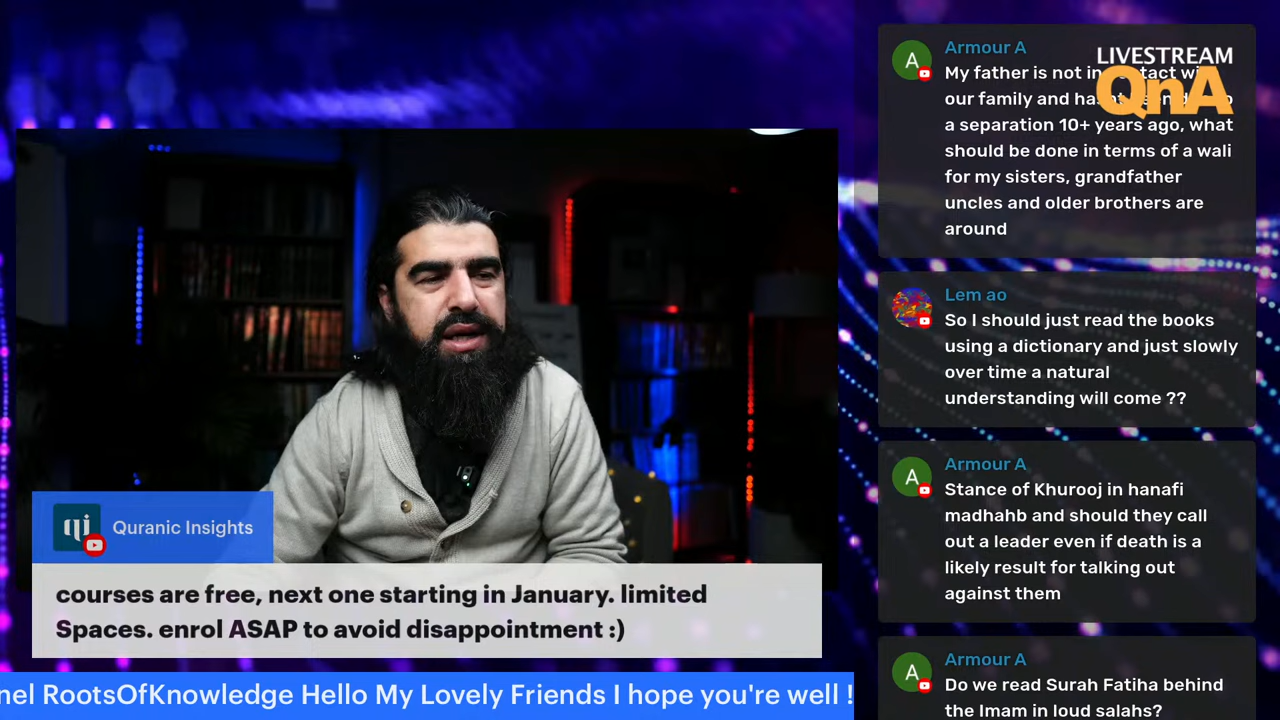 LIVESTREAM
QnA
A
Armour A
My father is not in
our family and
a separation 10+ years ago, what
should be done in terms of a wali
for my sisters, grandfather
uncles and older brothers are
around
Lem ao
So I should just read the books
using a dictionary and just slowly
over time a natural
understanding will come ??
A
Armour A
Stance of Khurooj in hanafi
madhahb and should they call
out a leader even if death is a
likely result for talking out
against them
A
Armour A
Do we read Surah Fatiha behind
the Imam in loud salahs?
qi
Quranic Insights
courses are free, next one starting in January. limited
Spaces. enrol ASAP to avoid disappointment :)
nel RootsOfKnowledge Hello My Lovely Friends I hope you're well !